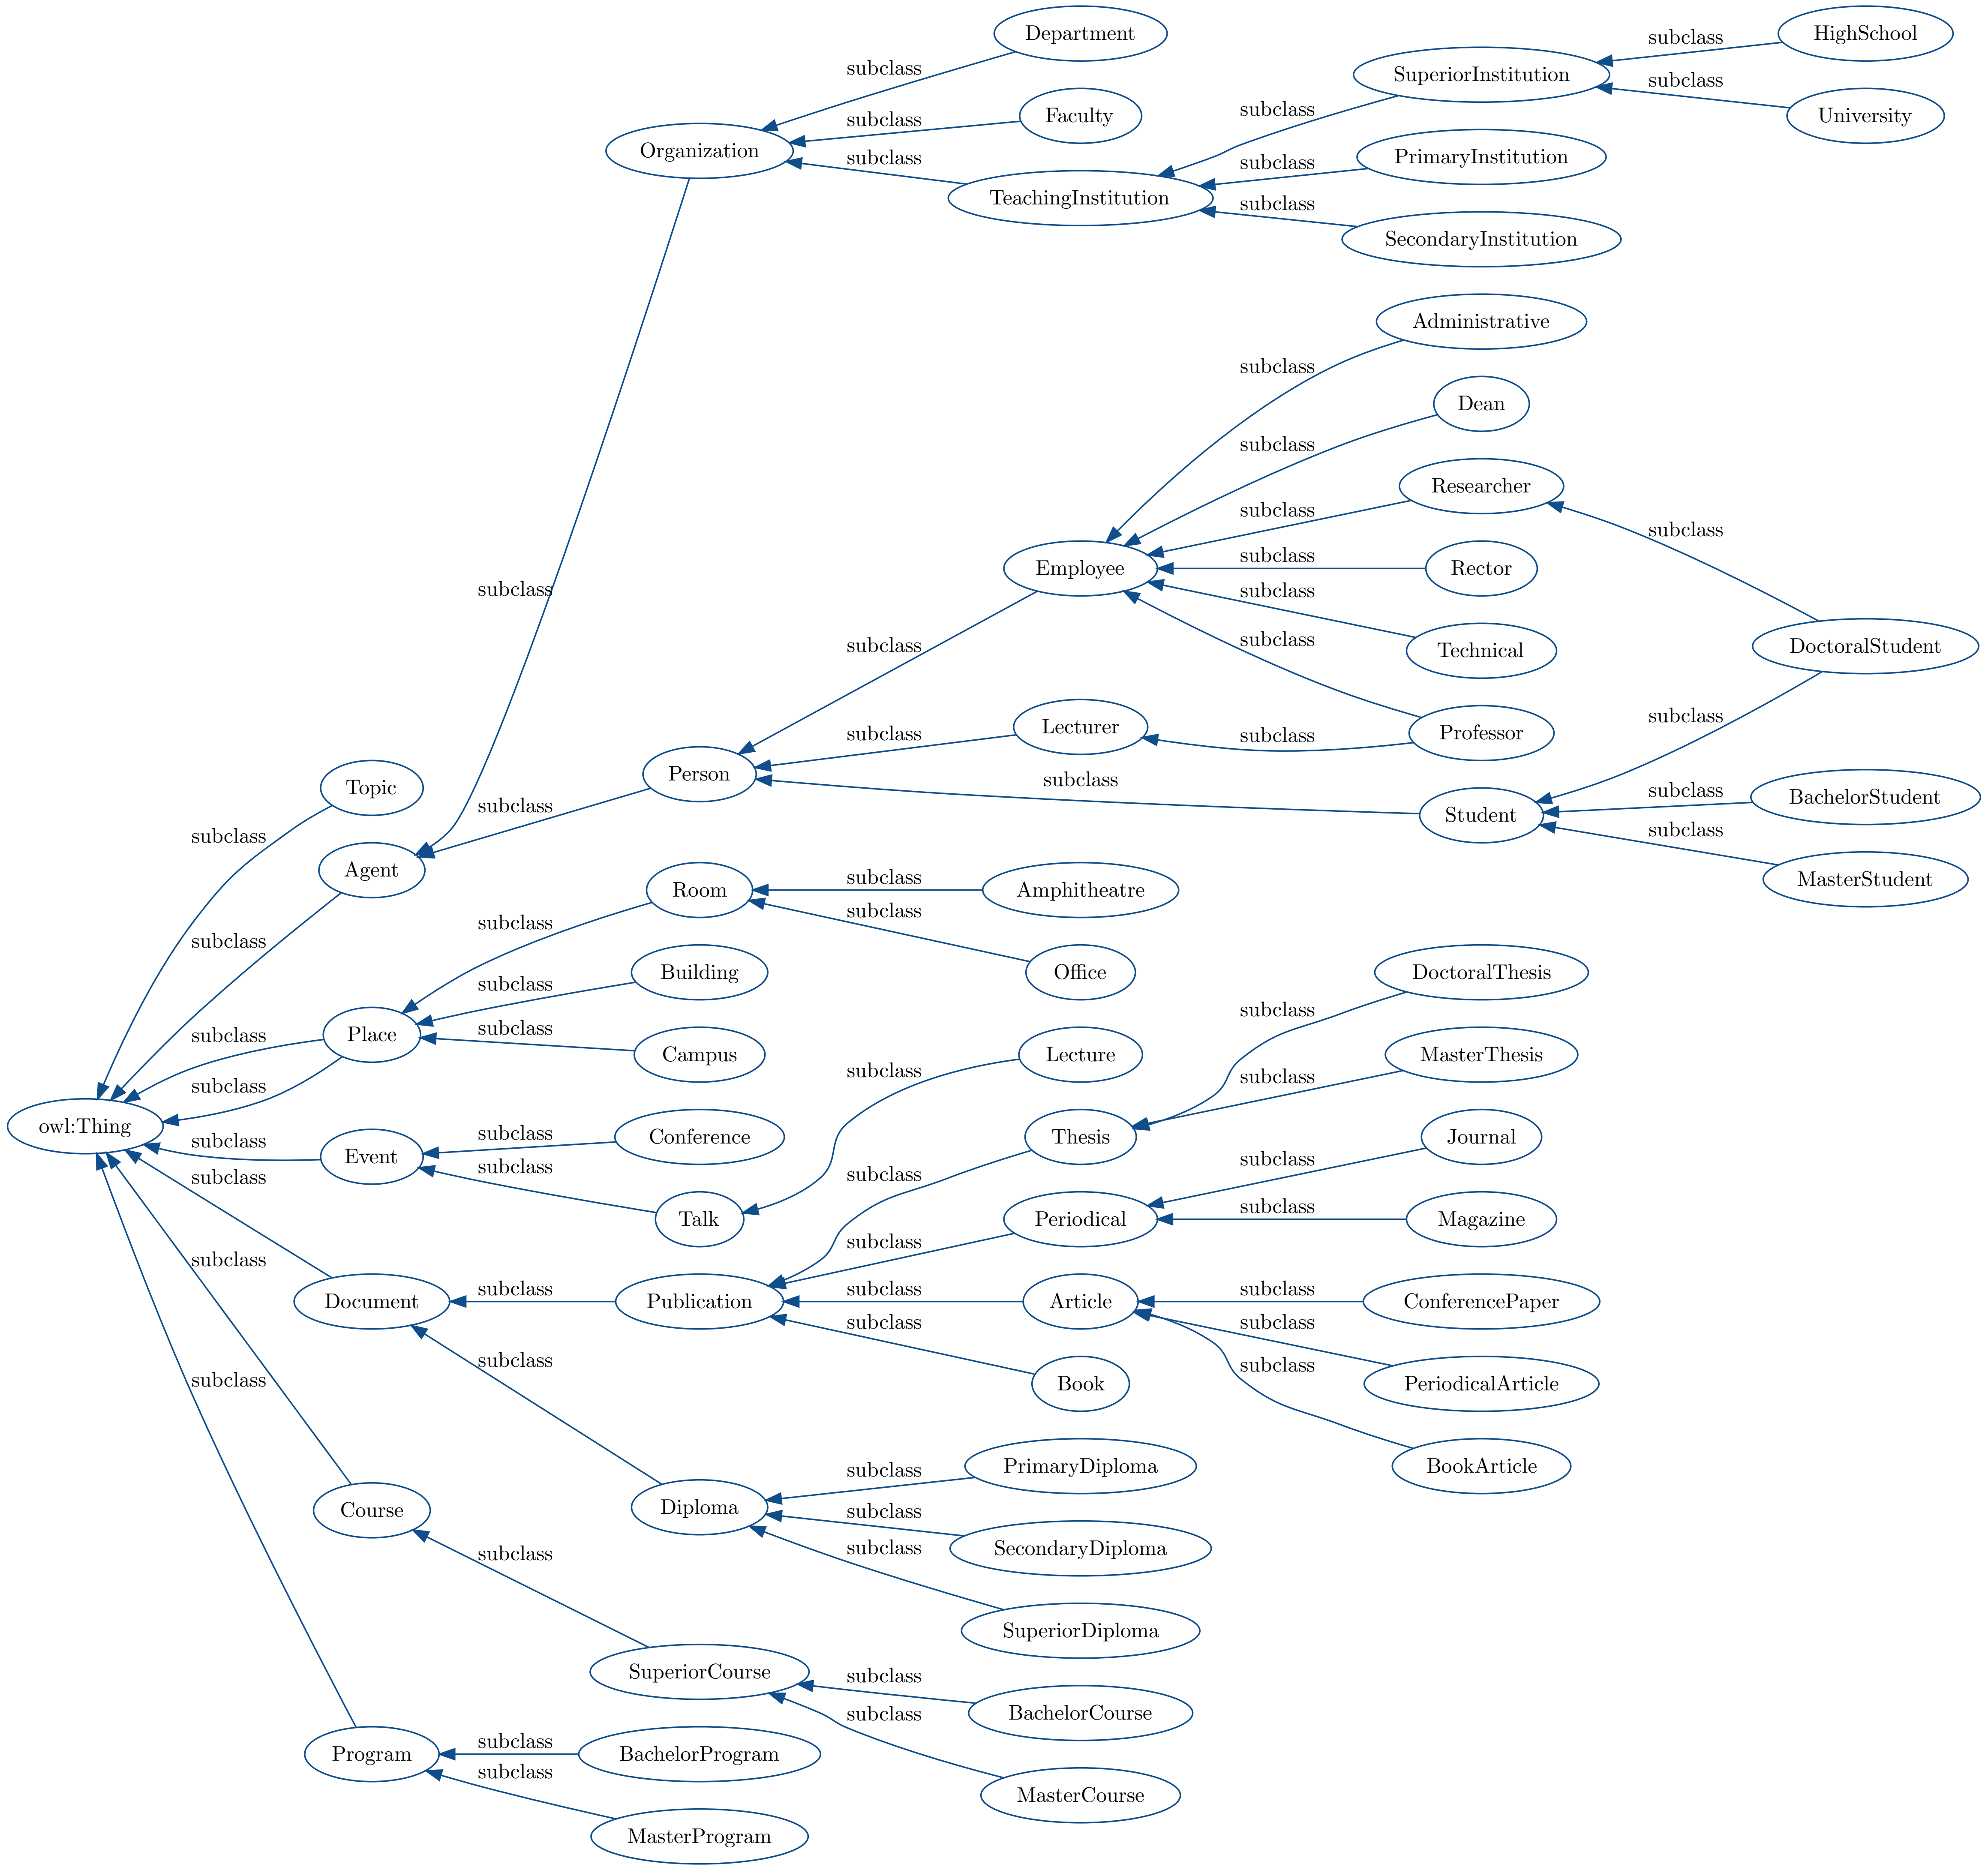 Department
HighSchool
subclass
subclass
SuperiorInstitution
subclass
University
subclass
Faculty
subclass
subclass
Organization
subclass
PrimaryInstitution
subclass
TeachingInstitution
subclass
SecondaryInstitution
Administrative
subclass
Dean
subclass
Researcher
subclass
subclass
Employee
subclass
Rector
subclass
subclass
subclass
subclass
Technical
DoctoralStudent
subclass
Lecturer
subclass
subclass
Professor
Person
subclass
Topic
subclass
subclass
BachelorStudent
subclass
subclass
Student
subclass
Agent
subclass
MasterStudent
Room
subclass
Amphitheatre
subclass
subclass
subclass
Building
subclass
Office
DoctoralThesis
subclass
Place
subclass
subclass
Campus
Lecture
subclass
MasterThesis
subclass
subclass
owl:Thing
subclass
Event
subclass
Conference
Thesis
subclass
Journal
subclass
subclass
subclass
Talk
Periodical
subclass
Magazine
subclass
subclass
Document
subclass
Publication
subclass
Article
subclass
ConferencePaper
subclass
subclass
subclass
subclass
subclass
Book
PeriodicalArticle
PrimaryDiploma
subclass
BookArticle
Course
Diploma
subclass
SecondaryDiploma
subclass
subclass
SuperiorDiploma
SuperiorCourse
subclass
BachelorCourse
subclass
Program
subclass
BachelorProgram
subclass
MasterCourse
MasterProgram